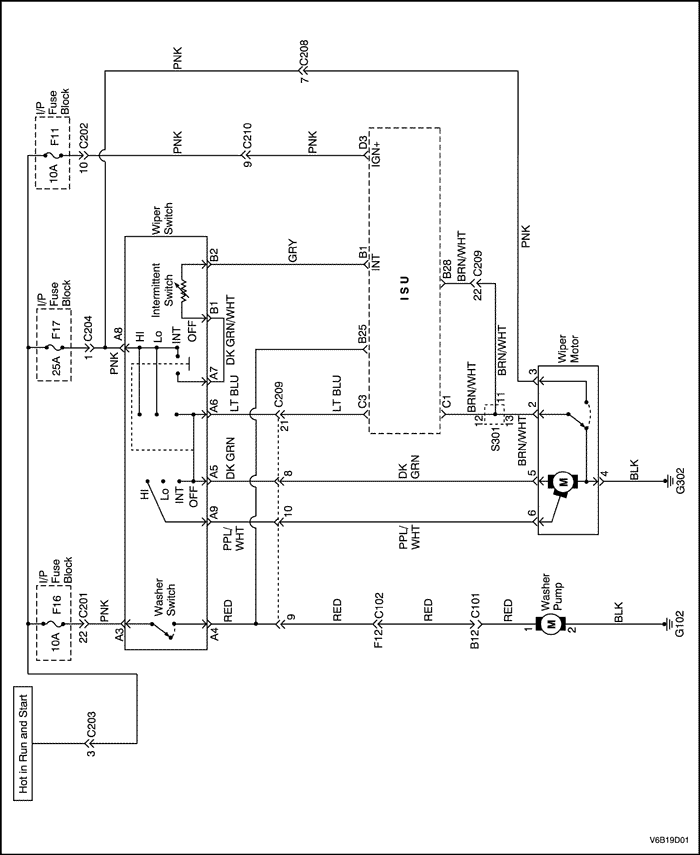 Hot in Run and Start
3
C203
I/P
Fuse
Block
F16
10A
22
C201
PNK
A3
Washer
Switch
A4
RED
9
RED
F12
C102
RED
B12
C101
RED
1
Washer
Pump
M
2
BLK
G102
I/P
Fuse
Block
F17
25A
1
C204
PNK
A8
Wiper
Switch
HI
Lo
INT
OFF
HI
Lo
INT
OFF
Intermittent
Switch
A9
A5
A6
A7
B1
B2
PPL/
WHT
DK GRN
LT BLU
DK GRN/WHT
GRY
10
8
21
C209
LT BLU
PPL/
WHT
DK
GRN
I/P
Fuse
Block
F11
10A
10
C202
PNK
9
C210
PNK
D3
IGN+
B1
INT
B25
C3
ISU
C1
B28
BRN/WHT
22
C209
BRN/WHT
BRN/WHT
12
11
13
S301
BRN/WHT
PNK
7
C208
PNK
Wiper
Motor
6
5
2
3
M
4
BLK
G302
V6B19D01